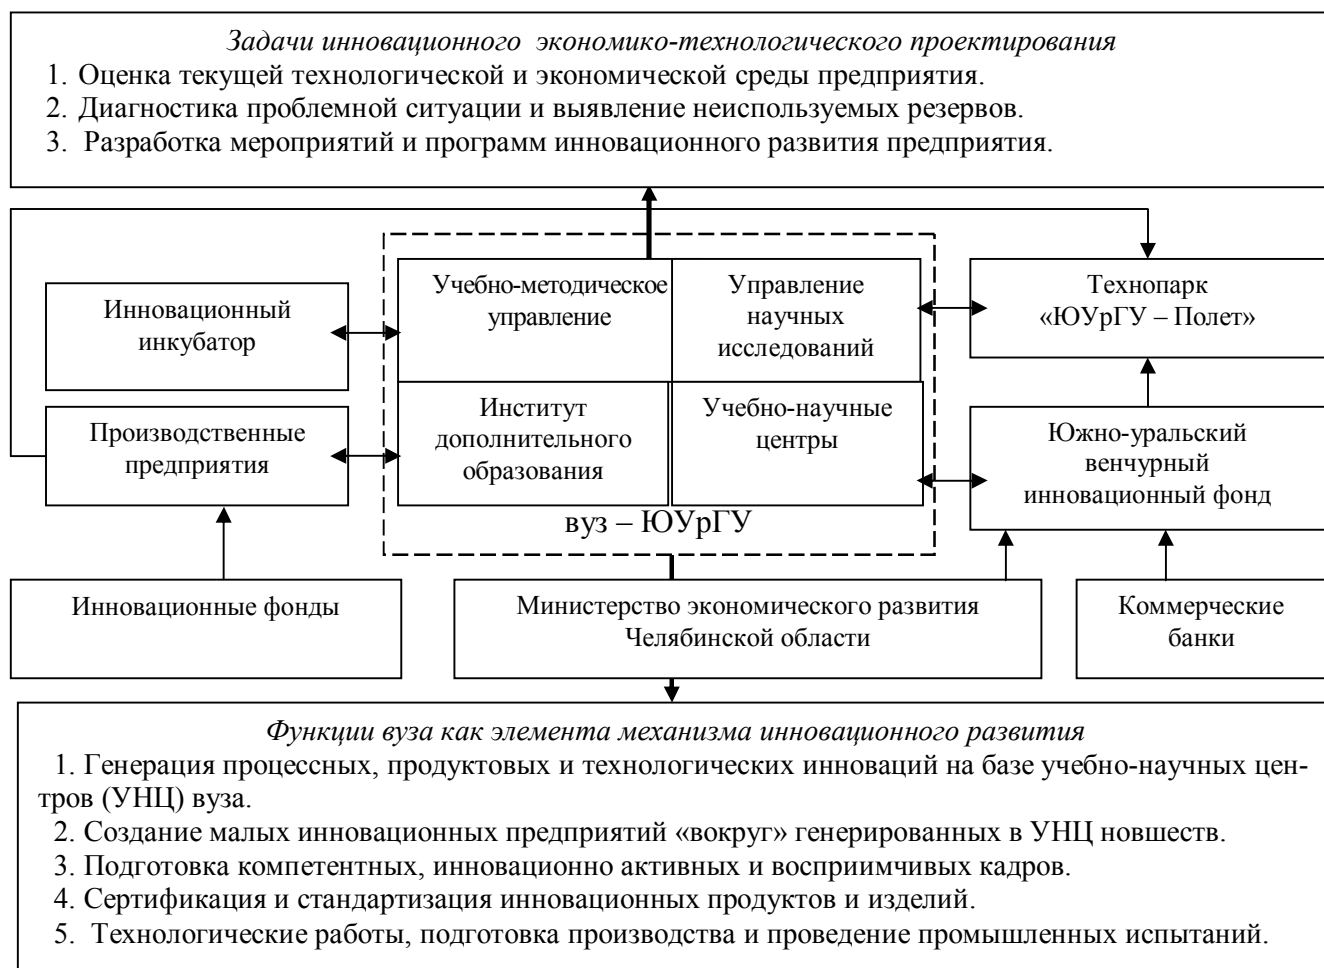 Задачи инновационного экономико-технологического проектирования
1. Оценка текущей технологической и экономической среды предприятия.
2. Диагностика проблемной ситуации и выявление неиспользуемых резервов.
3. Разработка мероприятий и программ инновационного развития предприятия.
Инновационный
инкубатор
Учебно-методическое
управление
Управление
научных
исследований
Технопарк
«ЮУрГУ – Полет»
Производственные
предприятия
Институт
дополнительного
образования
Учебно-научные
центры
Южно-уральский
венчурный
инновационный фонд
вуз – ЮУрГУ
Инновационные фонды
Министерство экономического развития
Челябинской области
Коммерческие
банки
Функции вуза как элемента механизма инновационного развития
1. Генерация процессных, продуктовых и технологических инноваций на базе учебно-научных цен-
тров (УНЦ) вуза.
2. Создание малых инновационных предприятий «вокруг» генерированных в УНЦ новшеств.
3. Подготовка компетентных, инновационно активных и восприимчивых кадров.
4. Сертификация и стандартизация инновационных продуктов и изделий.
5. Технологические работы, подготовка производства и проведение промышленных испытаний.